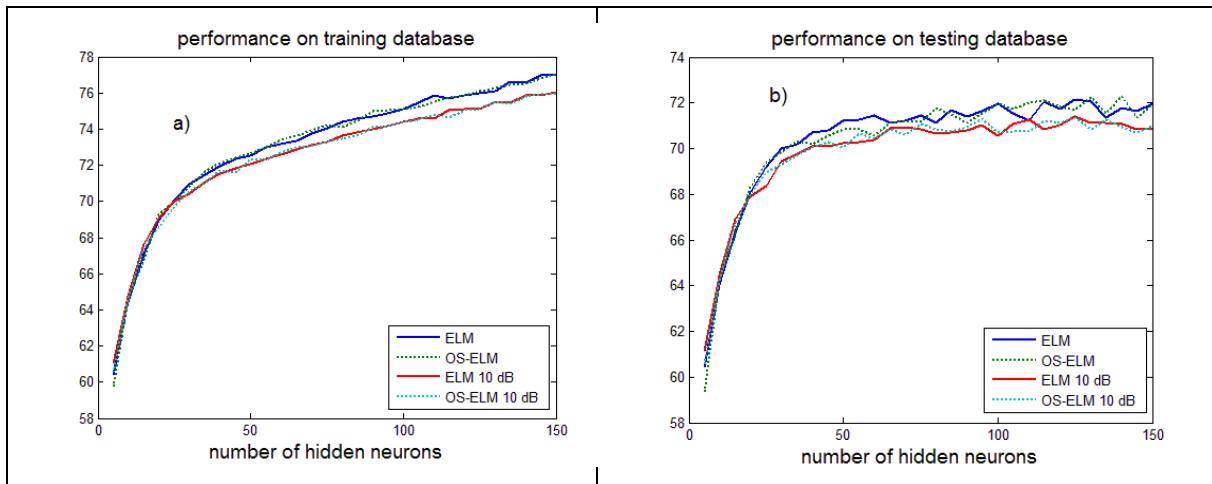 performance on training database
78
76
74
72
70
68
66
64
62
60
58
a)
ELM
OS-ELM
ELM 10 dB
OS-ELM 10 dB
0
50
100
150
number of hidden neurons
performance on testing database
74
72
70
68
66
64
62
60
58
b)
ELM
OS-ELM
ELM 10 dB
OS-ELM 10 dB
0
50
100
150
number of hidden neurons